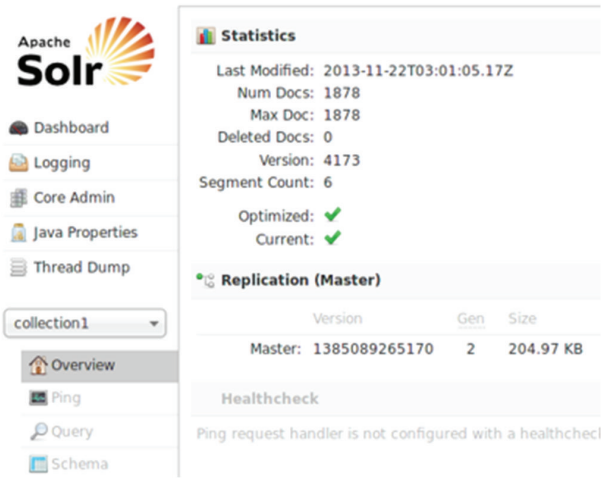 Apache
Solr
Dashboard
Logging
Core Admin
Java Properties
Thread Dump
collection1
Overview
Ping
Query
Schema
Statistics
Last Modified: 2013-11-22T03:01:05.17Z
Num Docs: 1878
Max Doc: 1878
Deleted Docs: 0
Version: 4173
Segment Count: 6
Optimized:
Current:
Replication (Master)
Version Gen Size
Master: 1385089265170 2 204.97 KB
Healthcheck
Ping request handler is not configured with a healthcheck